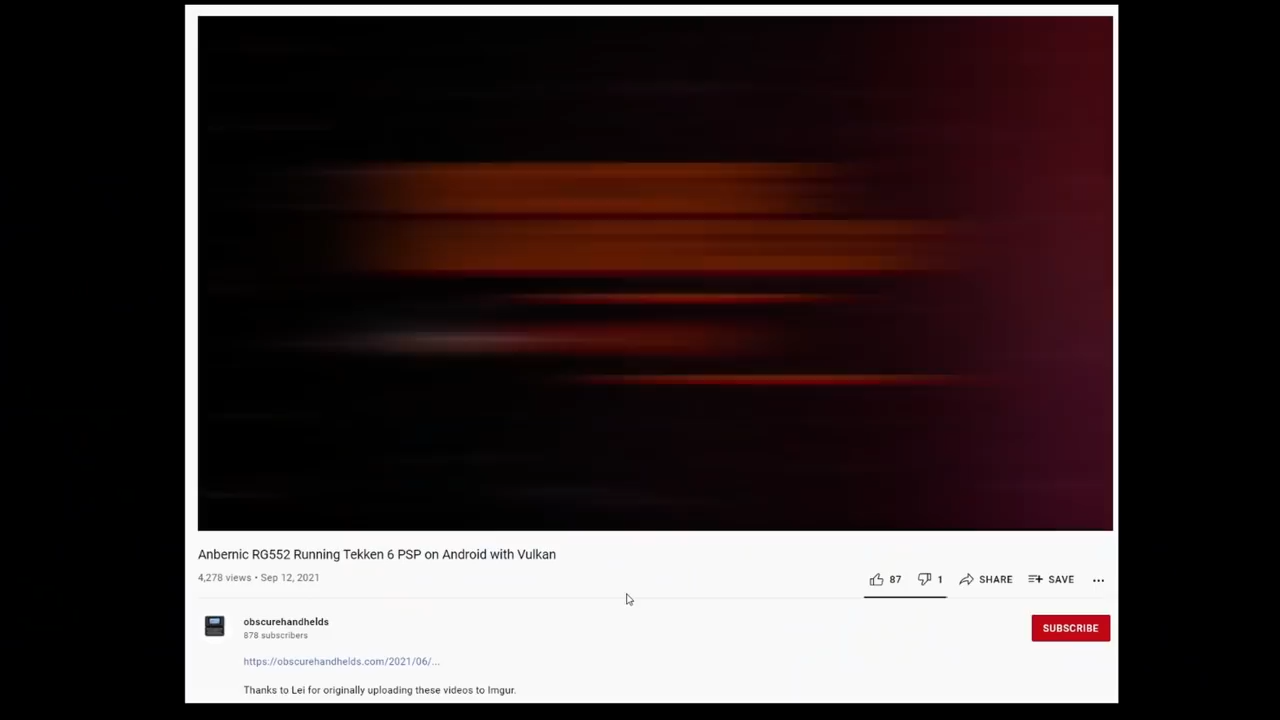 Anbernic RG552 Running Tekken 6 PSP on Android with Vulkan
4,278 views • Sep 12, 2021
87 1 SHARE SAVE
obscurehandhelds
878 subscribers
SUBSCRIBE
https://obscurehandhelds.com/2021/06/...
Thanks to Lei for originally uploading these videos to Imgur.